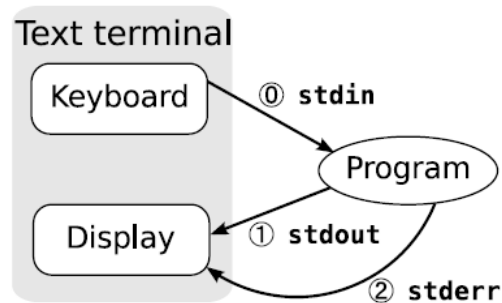 Text terminal
Keyboard
⓪ stdin
Program
Display
① stdout
② stderr